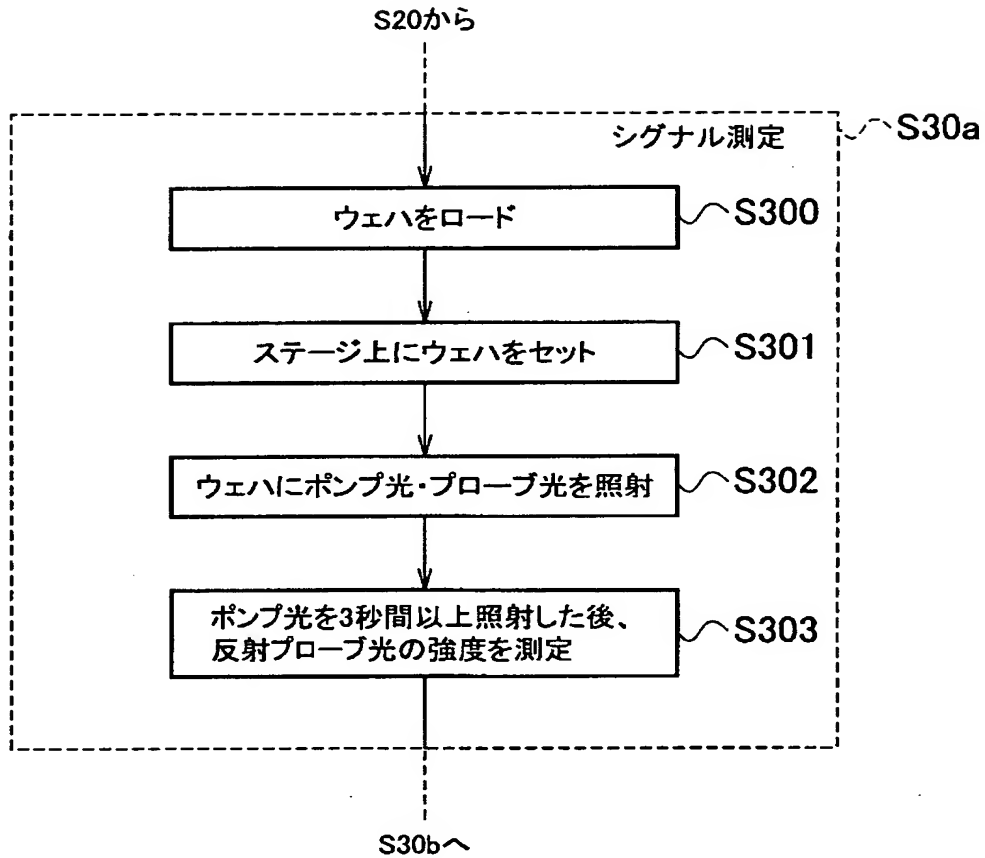 S20から
シグナル測定
S30a
ウェハをロード
S300
ステージ上にウェハをセット
S301
ウェハにポンプ光・プローブ光を照射
S302
ポンプ光を3秒間以上照射した後、
反射プローブ光の強度を測定
S303
S30bへ